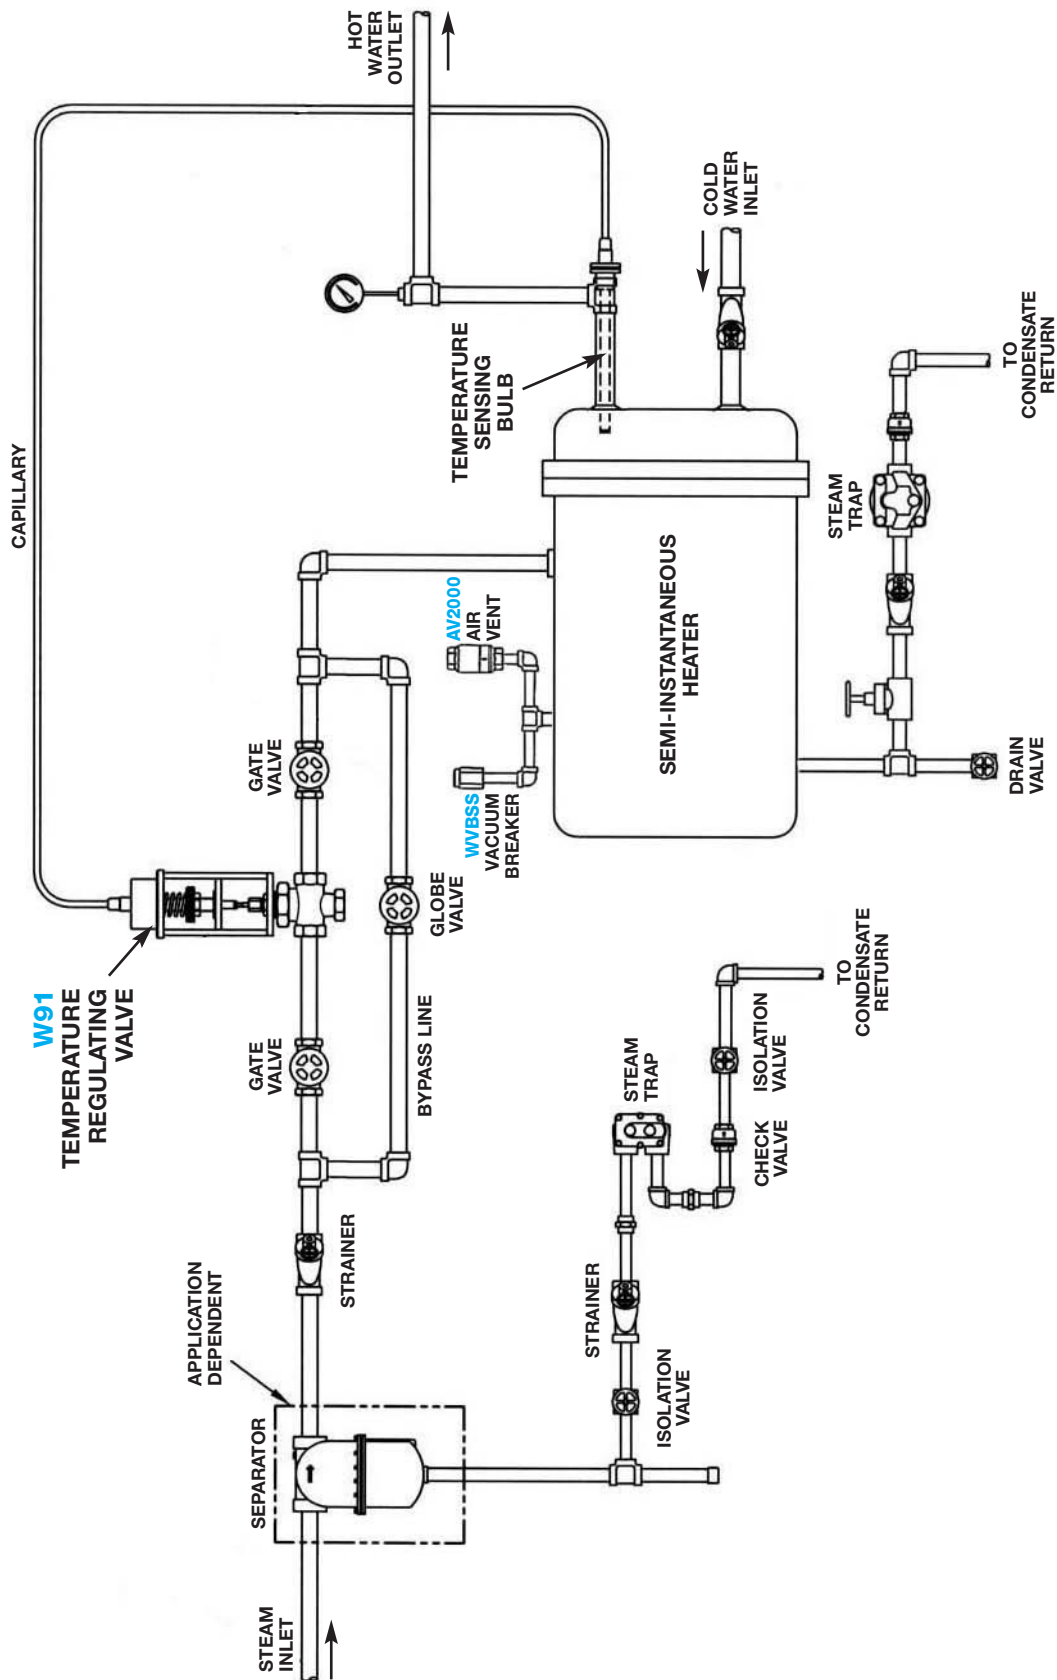 CAPILLARY
HOT
WATER
OUTLET
W91
TEMPERATURE
REGULATING
VALVE
GATE
VALVE
GATE
VALVE
GLOBE
VALVE
BYPASS LINE
TEMPERATURE
SENSING
BULB
COLD
WATER
INLET
AV2000
AIR
VENT
WVBSS
VACUUM
BREAKER
SEMI-INSTANTANEOUS
HEATER
STEAM
TRAP
TO
CONDENSATE
RETURN
DRAIN
VALVE
STEAM
INLET
SEPARATOR
APPLICATION
DEPENDENT
STRAINER
STRAINER
ISOLATION
VALVE
STEAM
TRAP
CHECK
VALVE
ISOLATION
VALVE
TO
CONDENSATE
RETURN